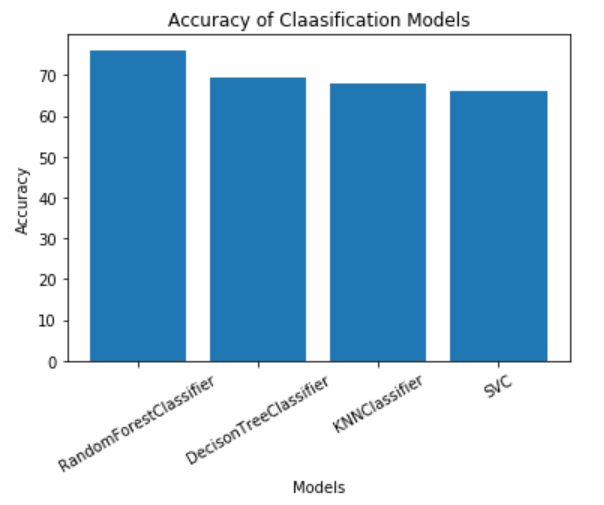 Accuracy of Claasification Models
70
60
50
40
30
20
10
0
Accuracy
RandomForestClassifier
DecisonTreeClassifier
KNNClassifier
SVC
Models